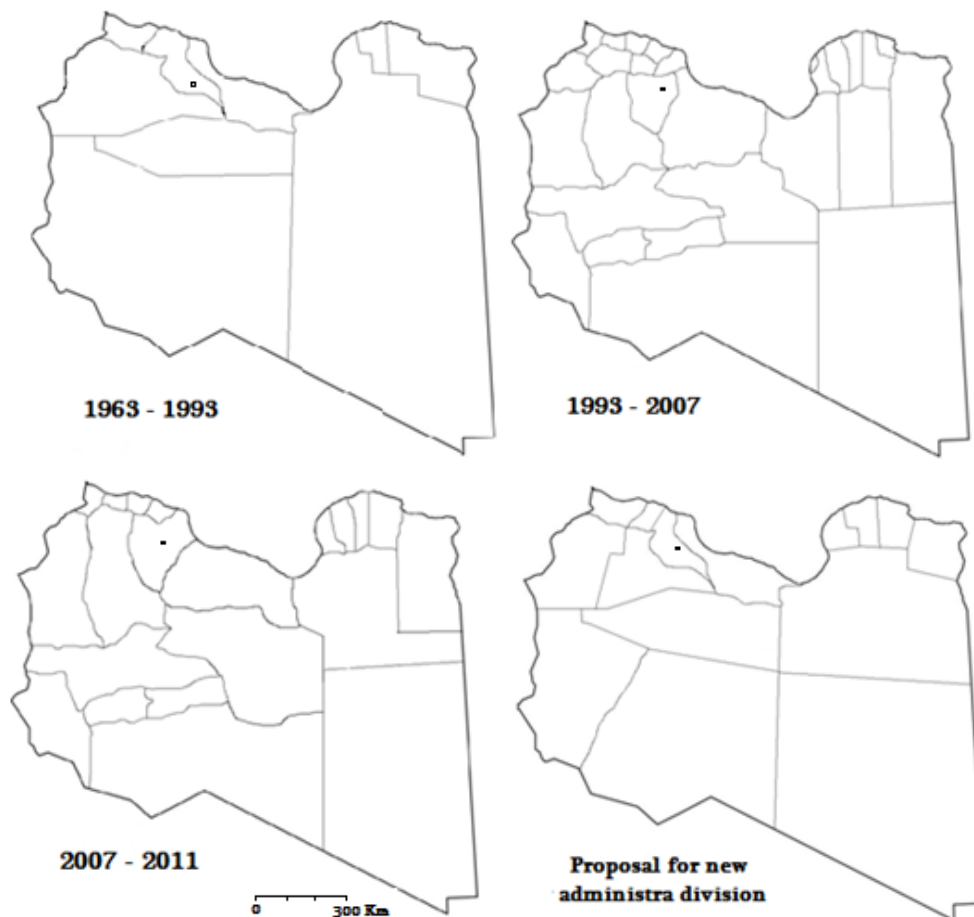 1963 - 1993
1993 - 2007
2007 - 2011
0 300 Km
Proposal for new
administra division